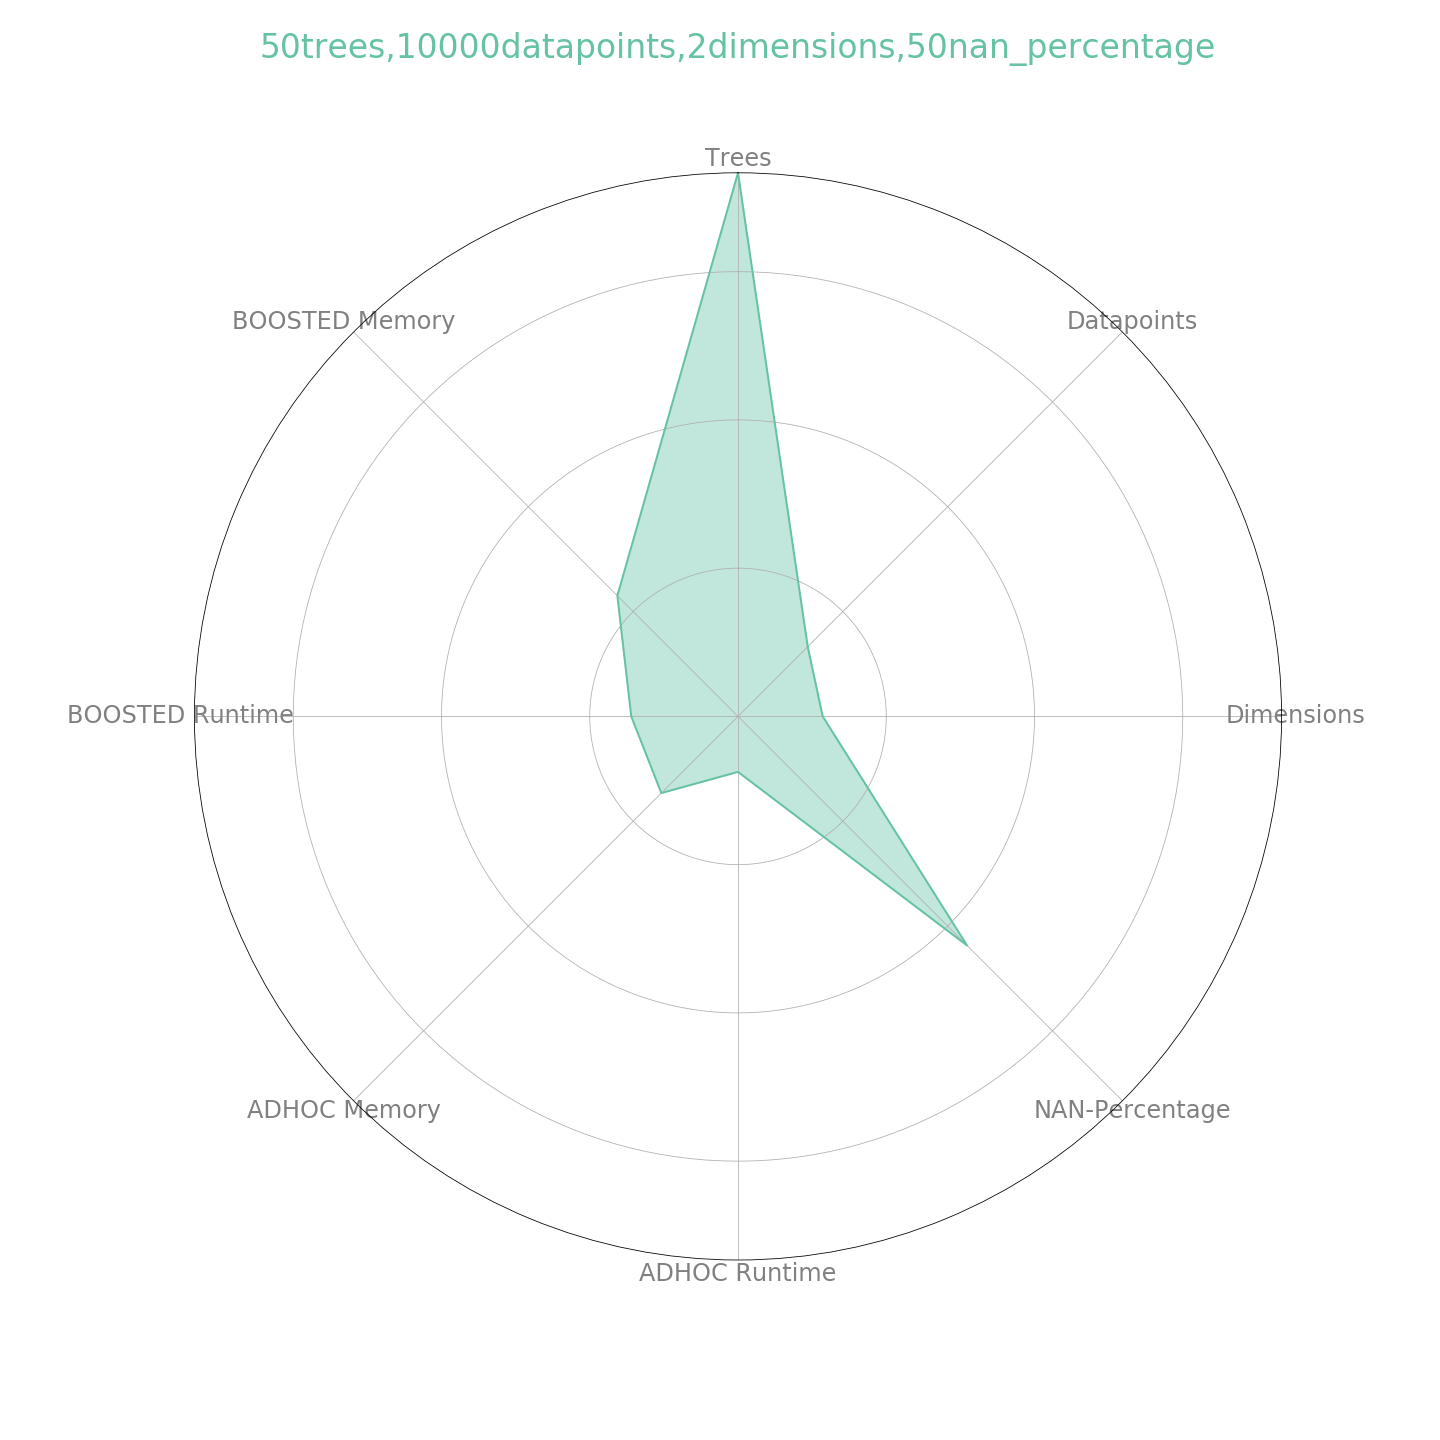 50trees,10000datapoints,2dimensions,50nan_percentage
Trees
BOOSTED Memory
Datapoints
BOOSTED Runtime
Dimensions
ADHOC Memory
NAN-Percentage
ADHOC Runtime